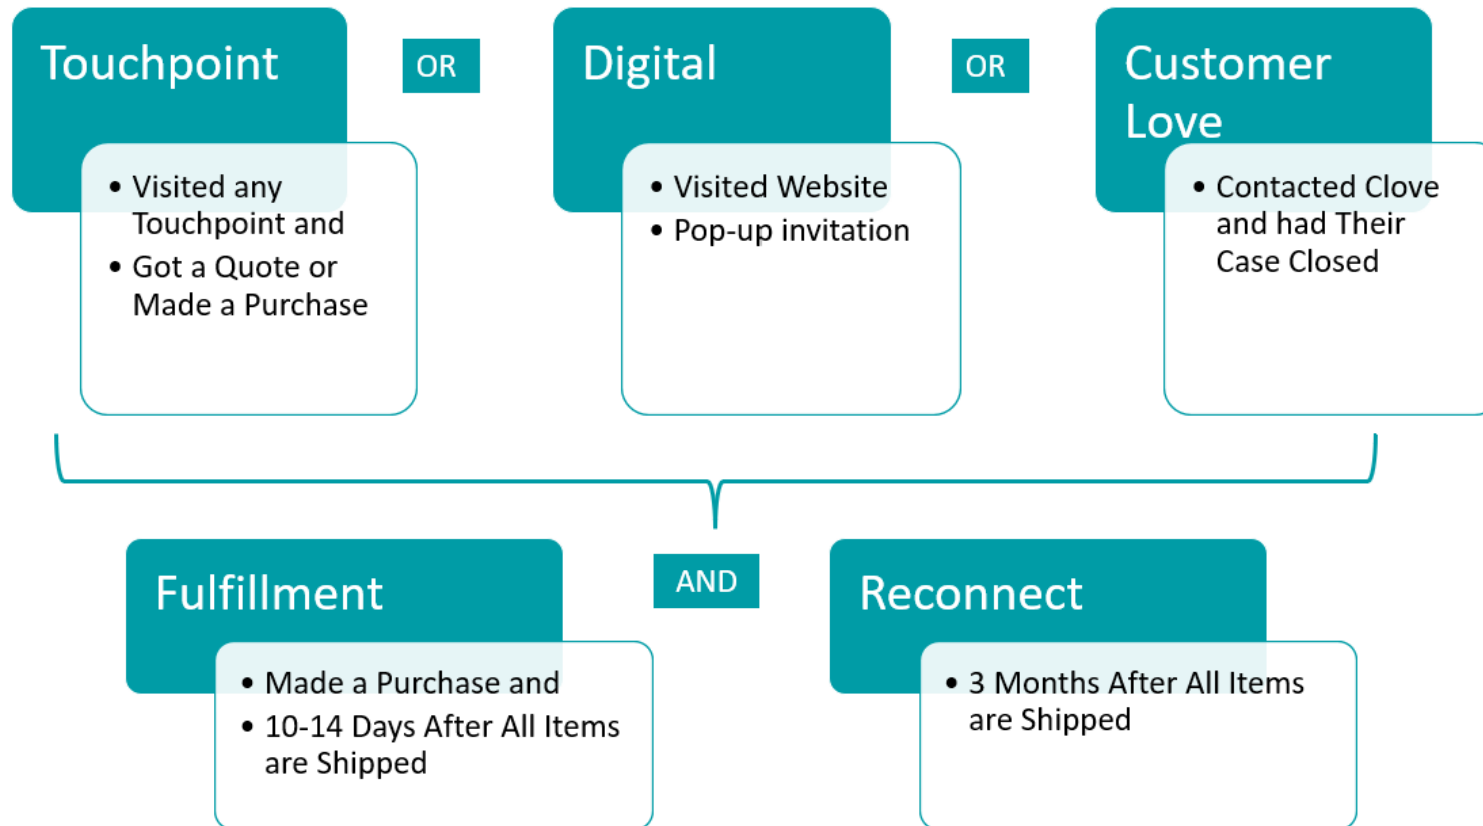 Touchpoint
OR
Digital
OR
Customer
Love
• Visited any
Touchpoint and
• Got a Quote or
Made a Purchase
• Visited Website
• Pop-up invitation
• Contacted Clove
and had Their
Case Closed
Fulfillment
AND
Reconnect
• Made a Purchase and
• 10-14 Days After All Items
are Shipped
• 3 Months After All Items
are Shipped